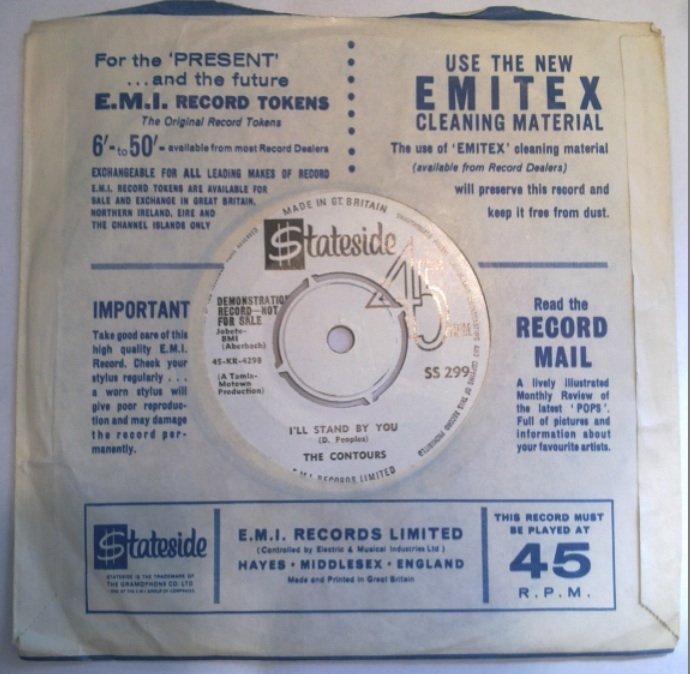 For the 'PRESENT'
...and the future
E.M.I. RECORD TOKENS
The Original Record Tokens
6/- to 50/- available from most Record Dealers
EXCHANGEABLE FOR ALL LEADING MAKES OF RECORD
E.M.I. RECORD TOKENS ARE AVAILABLE FOR
SALE AND EXCHANGE IN GREAT BRITAIN,
NORTHERN IRELAND, EIRE AND
THE CHANNEL ISLANDS ONLY
USE THE NEW
EMITEX
CLEANING MATERIAL
The use of 'EMITEX' cleaning material
(available from Record Dealers)
will preserve this record and
keep it free from dust.
MADE IN GT. BRITAIN
Stateside
45
DEMONSTRATION
RECORD—NOT
FOR SALE
Jobete-
BMI
(Aberbach)
45-KR-4298
(A Tamla-
Motown
Production)
SS 299
I'LL STAND BY YOU
(D. Peoples)
THE CONTOURS
E.M.I. RECORDS LIMITED
IMPORTANT
Take good care of this
high quality E.M.I.
Record. Check your
stylus regularly . . .
a worn stylus will
give poor reproduc-
tion and may damage
the record per-
manently.
Read the
RECORD
MAIL
A lively illustrated
Monthly Review of
the latest 'POPS'.
Full of pictures and
information about
your favourite artists.
Stateside
STATESIDE IS THE TRADEMARK OF
THE GRAMOPHONE CO. LTD.
ONE OF THE E.M.I GROUP OF COMPANIES
E.M.I. RECORDS LIMITED
(Controlled by Electric & Musical Industries Ltd)
HAYES · MIDDLESEX · ENGLAND
Made and Printed in Great Britain
THIS RECORD MUST
BE PLAYED AT
45
R.P.M.